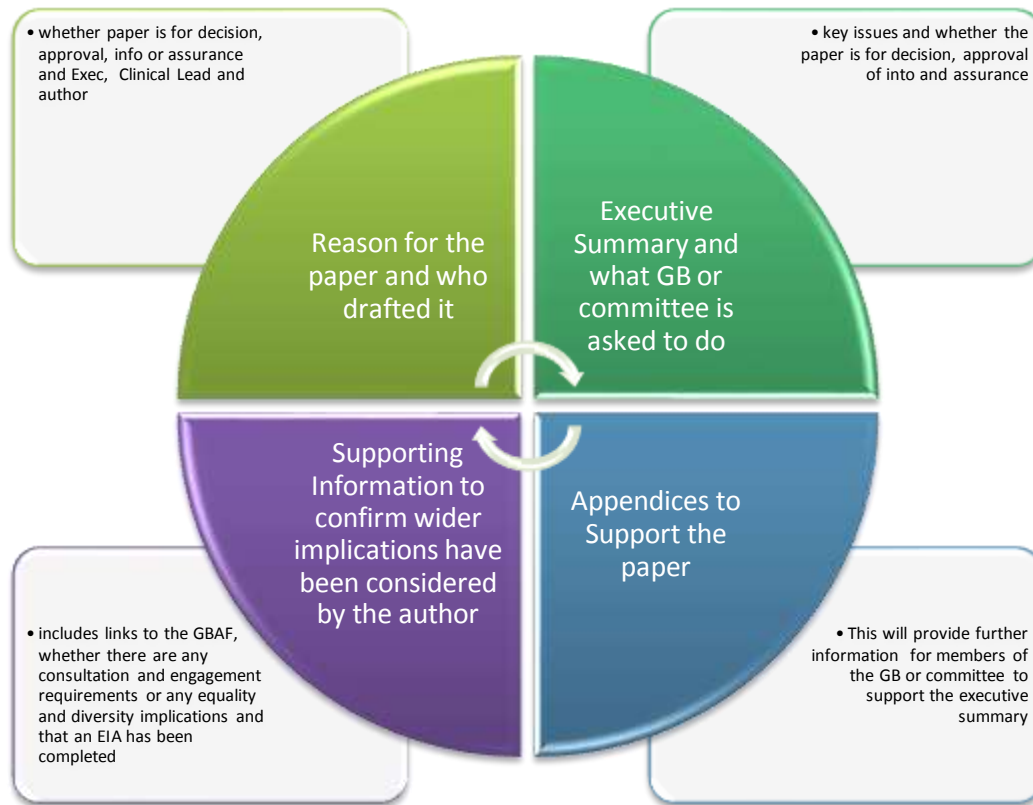 • whether paper is for decision,
approval, info or assurance
and Exec, Clinical Lead and
author
• key issues and whether the
paper is for decision, approval
of into and assurance
Reason for the
paper and who
drafted it
Executive
Summary and
what GB or
committee is
asked to do
Supporting
Information to
confirm wider
implications have
been considered
by the author
Appendices to
Support the
paper
• includes links to the GBAF,
whether there are any
consultation and engagement
requirements or any equality
and diversity implications and
that an EIA has been
completed
• This will provide further
information for members of
the GB or committee to
support the executive
summary